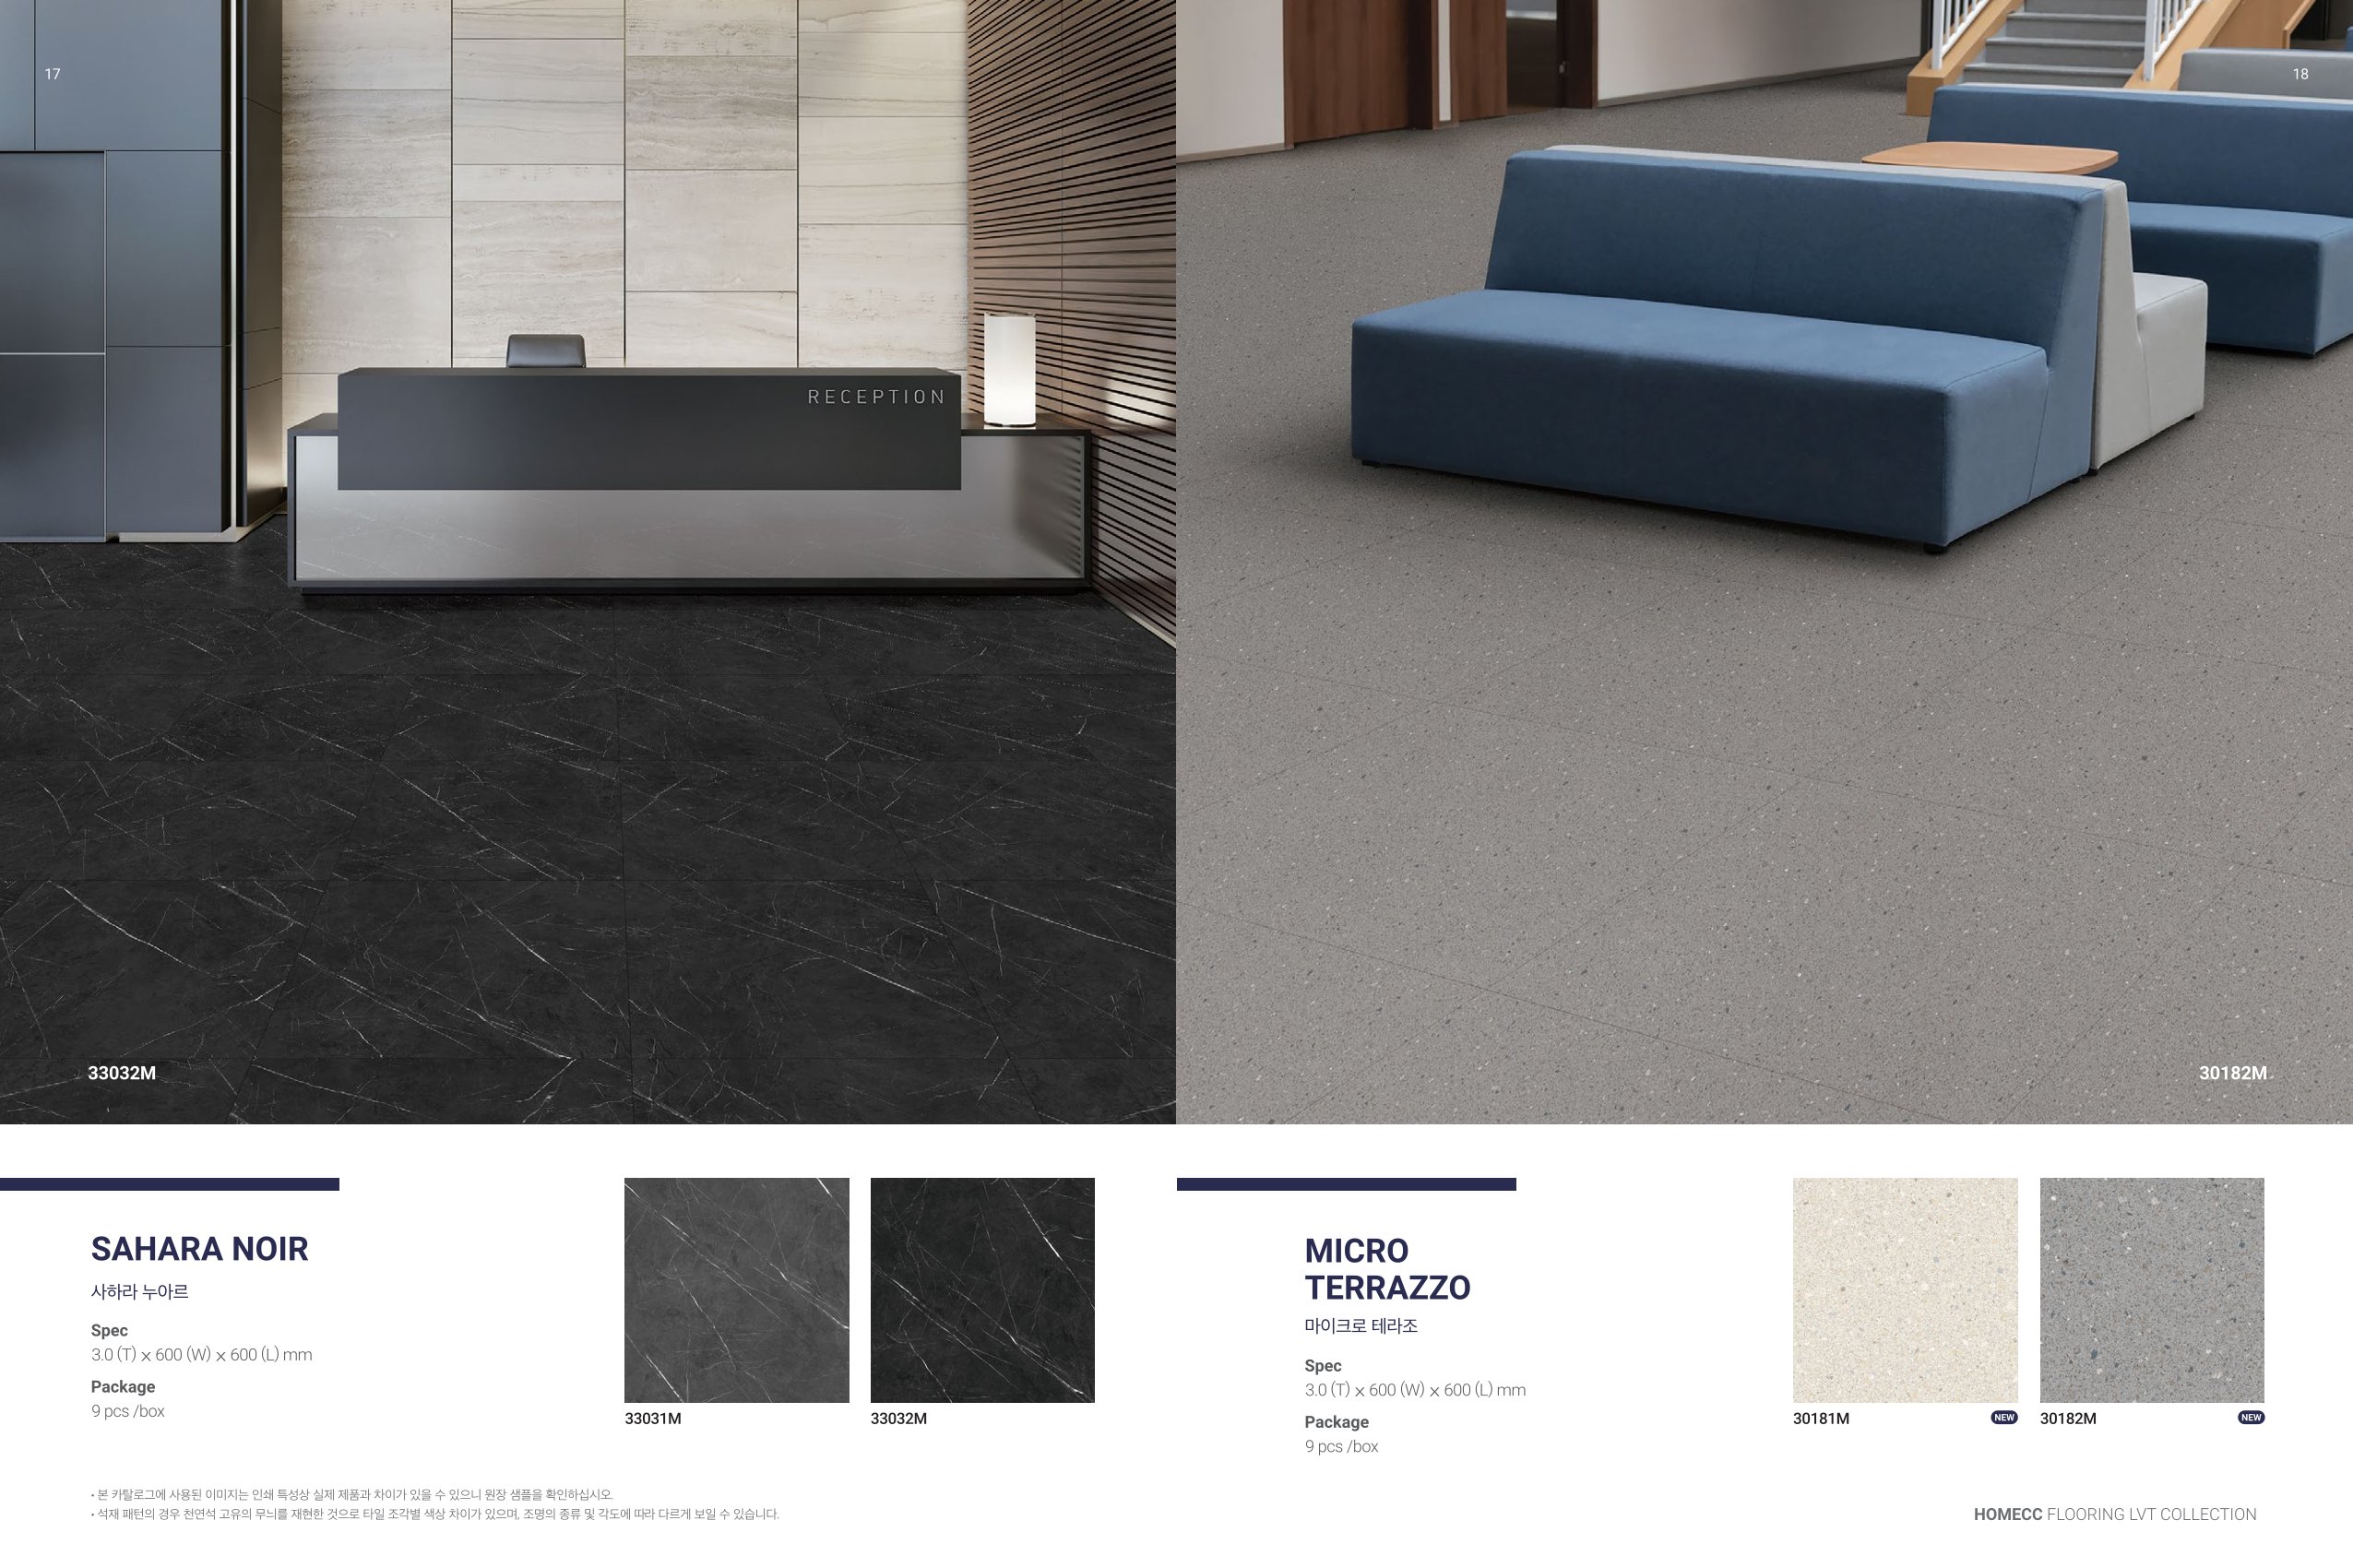 17
RECEPTION
33032M
18
30182M
SAHARA NOIR
사하라 누아르
Spec
3.0 (T) x 600 (W) x 600 (L) mm
Package
9 pcs /box
33031M
33032M
MICRO
TERRAZZO
마이크로 테라조
Spec
3.0 (T) x 600 (W) x 600 (L) mm
Package
9 pcs /box
30181M NEW
30182M NEW
• 본 카탈로그에 사용된 이미지는 인쇄 특성상 실제 제품과 차이가 있을 수 있으니 원장 샘플을 확인하십시오.
• 석재 패턴의 경우 천연석 고유의 무늬를 재현한 것으로 타일 조각별 색상 차이가 있으며, 조명의 종류 및 각도에 따라 다르게 보일 수 있습니다.
HOMECC FLOORING LVT COLLECTION